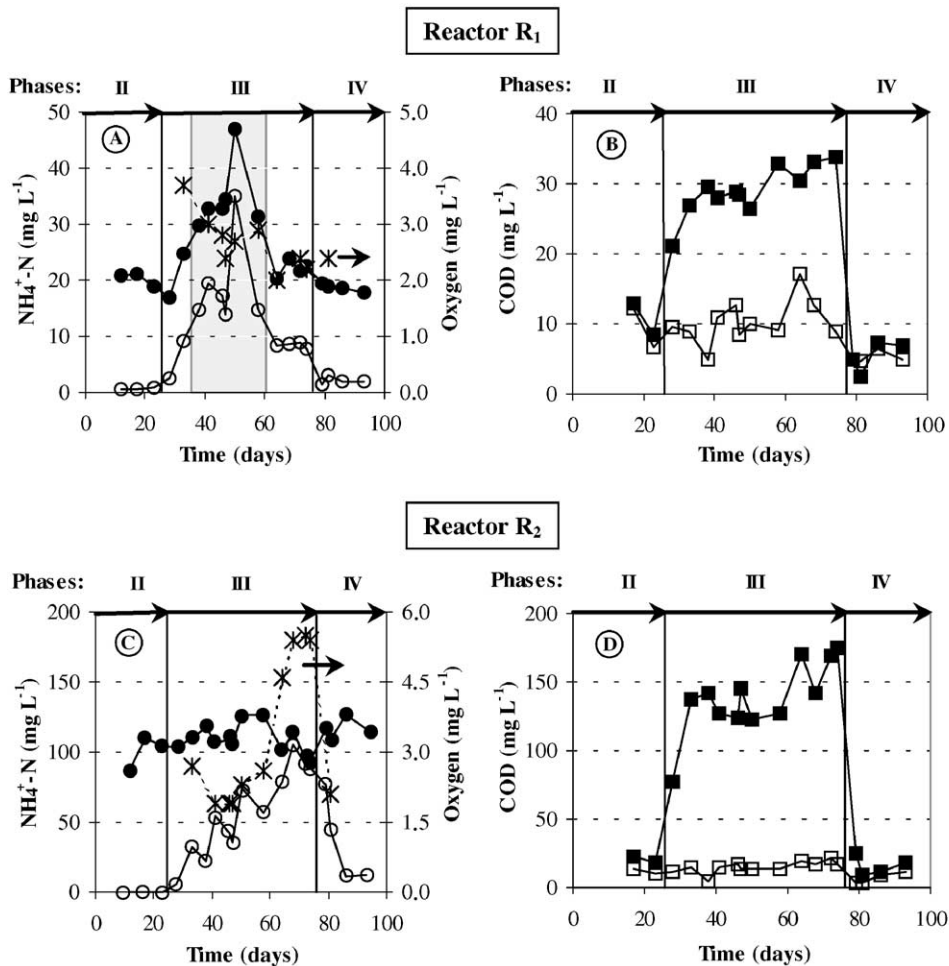 Reactor R₁
Phases: II III IV
A
NH₄⁺-N (mg L⁻¹)
50
40
30
20
10
0
Oxygen (mg L⁻¹)
5.0
4.0
3.0
2.0
1.0
0.0
0 20 40 60 80 100
Time (days)
Phases: II III IV
B
COD (mg L⁻¹)
40
30
20
10
0
0 20 40 60 80 100
Time (days)
Reactor R₂
Phases: II III IV
C
NH₄⁺-N (mg L⁻¹)
200
150
100
50
0
Oxygen (mg L⁻¹)
6.0
4.5
3.0
1.5
0.0
0 20 40 60 80 100
Time (days)
Phases: II III IV
D
COD (mg L⁻¹)
200
150
100
50
0
0 20 40 60 80 100
Time (days)